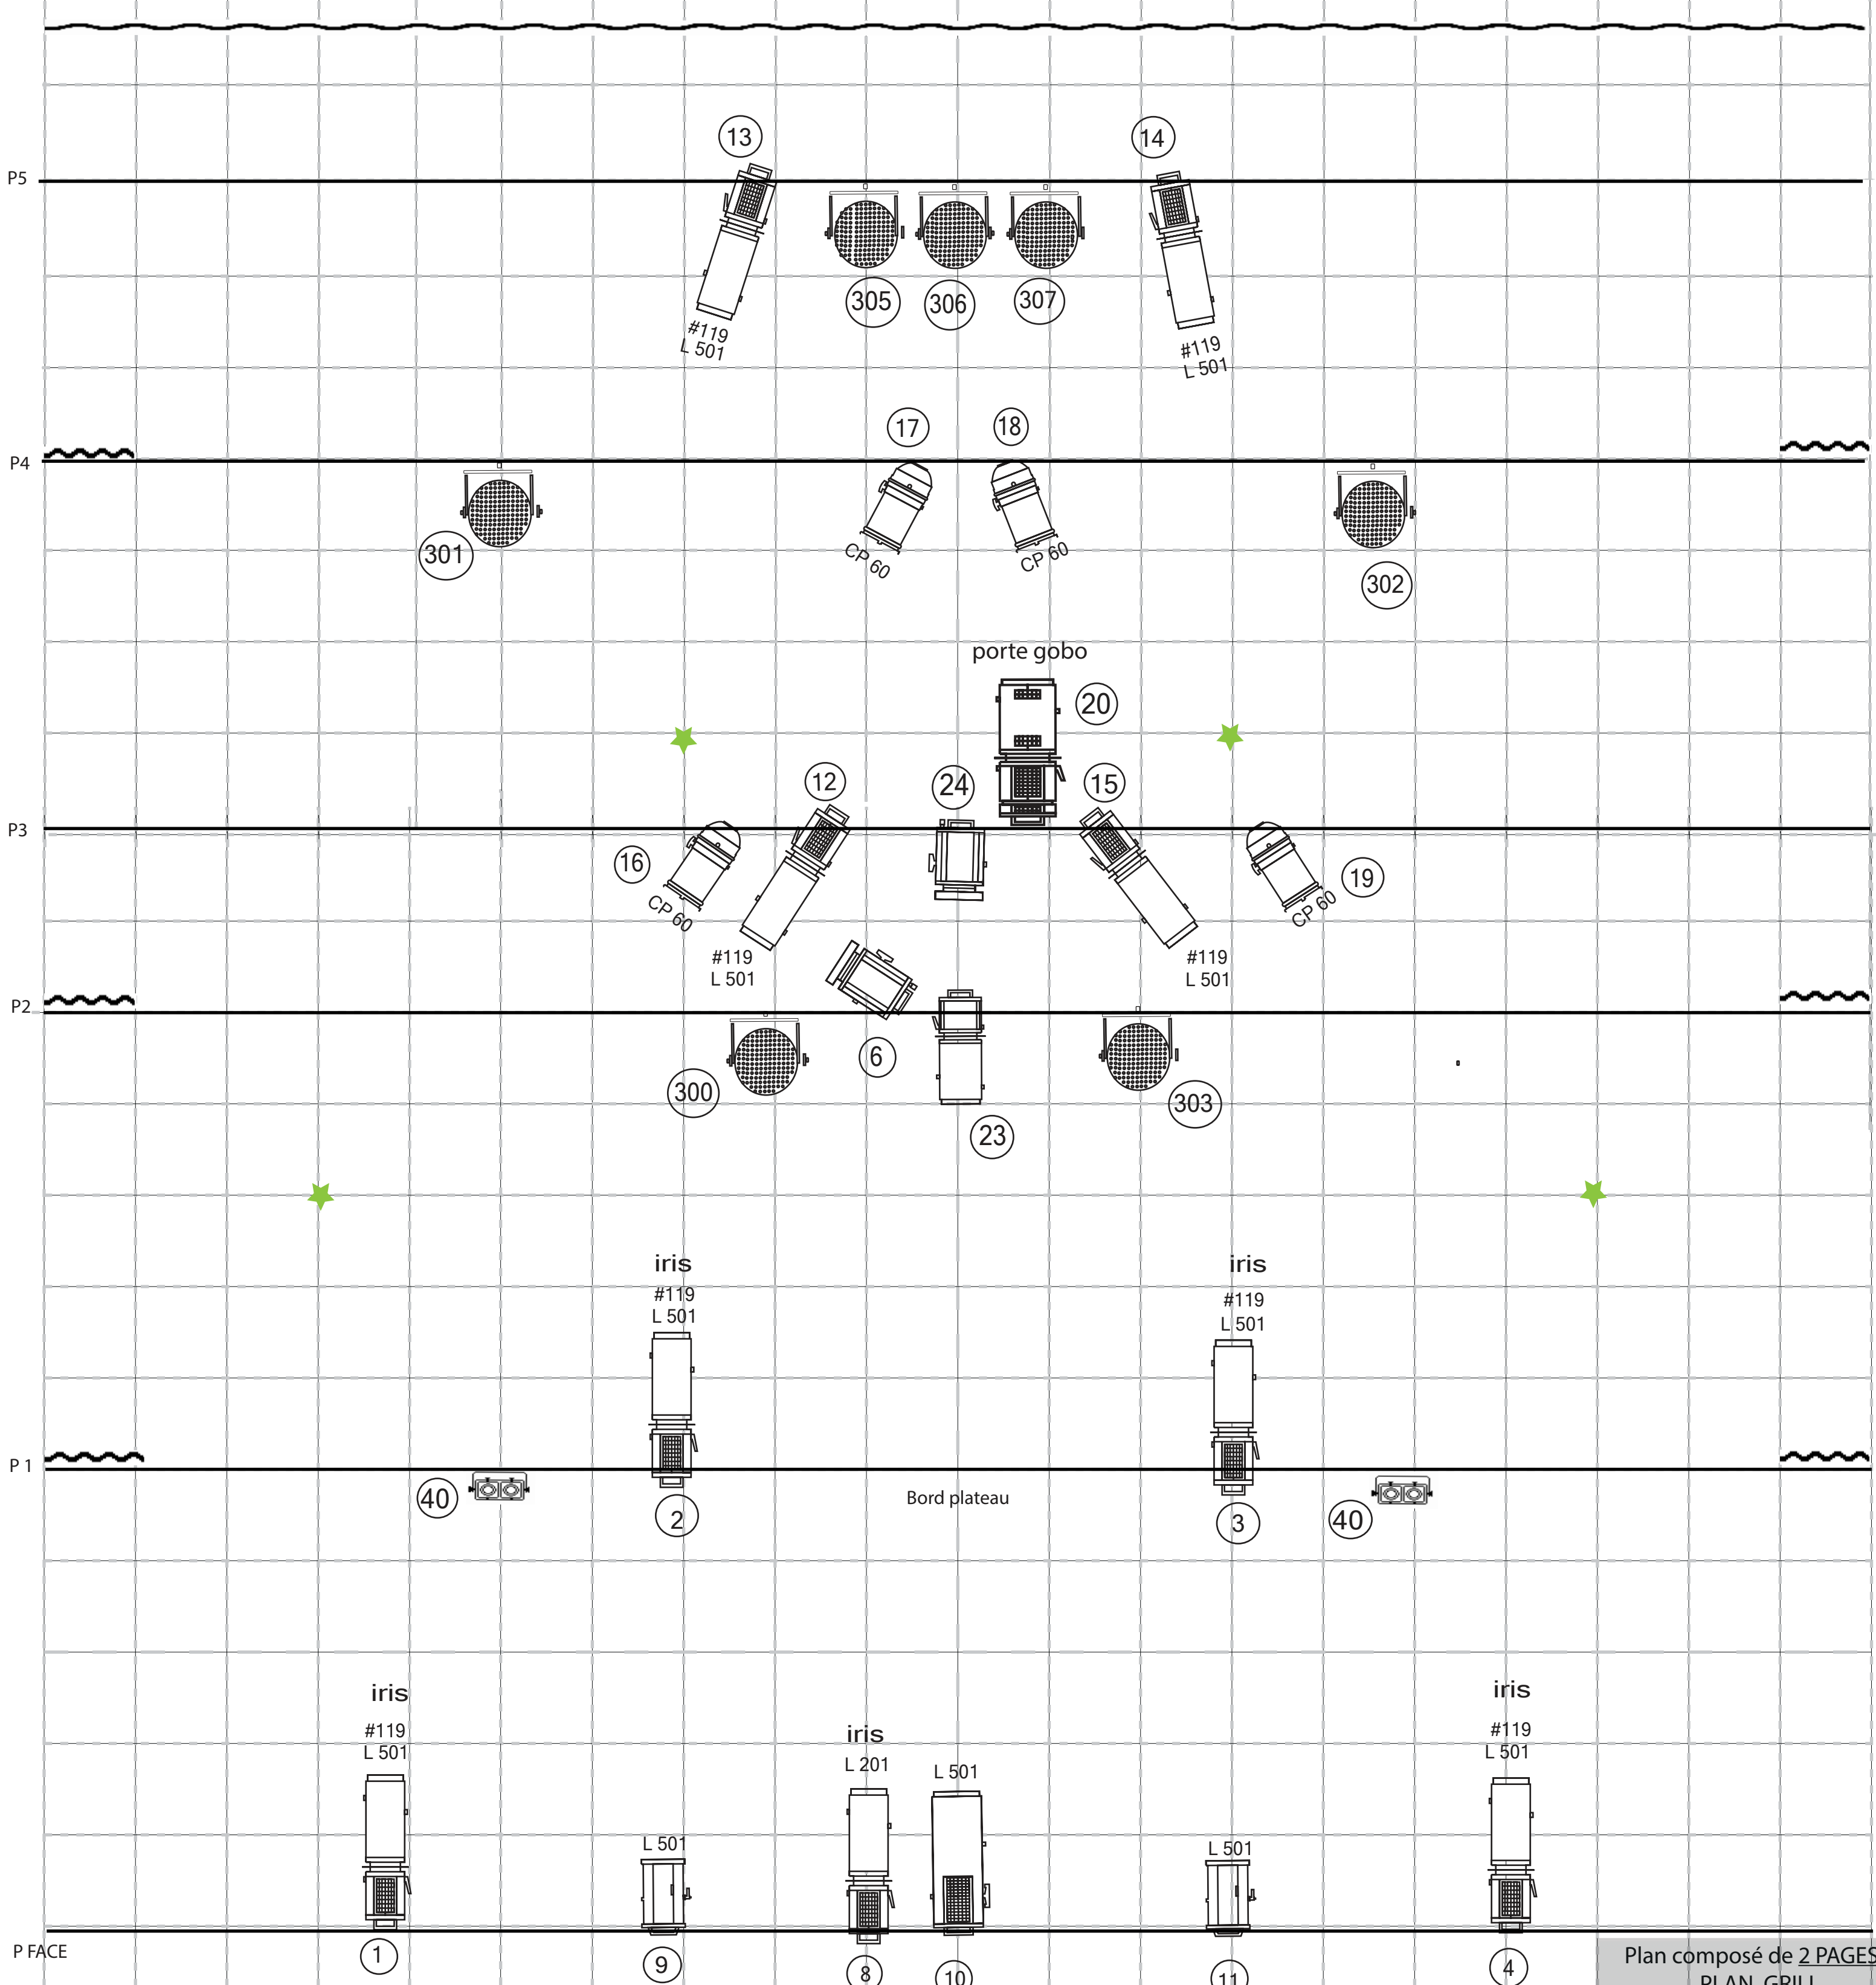 13
14
P5
305
306
307
#119
L 501
#119
L 501
17
18
P4
301
CP 60
CP 60
302
porte gobo
20
12
24
15
P3
16
19
CP 60
CP 60
#119
L 501
#119
L 501
P2
6
300
303
23
iris
#119
L 501
iris
#119
L 501
P 1
40
2
Bord plateau
3
40
iris
#119
L 501
iris
#119
L 501
iris
L 201
L 501
L 501
L 501
P FACE
1
9
8
10
11
4
Plan composé de 2 PAGES
PLAN GRILL